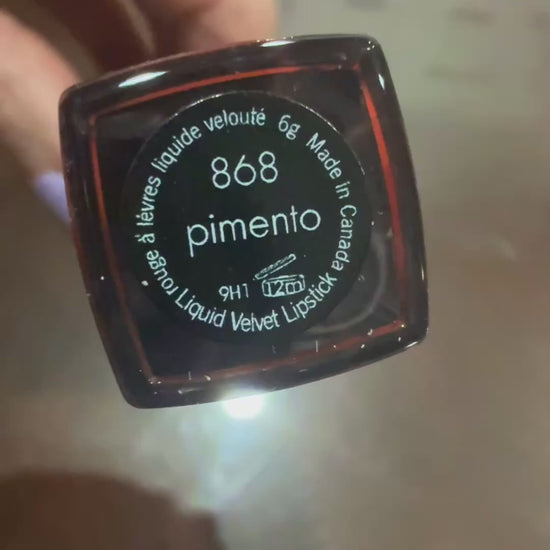 rouge à lèvres liquide velouté 6g Made in Canada
868
pimento
9H1 12m
Liquid Velvet Lipstick